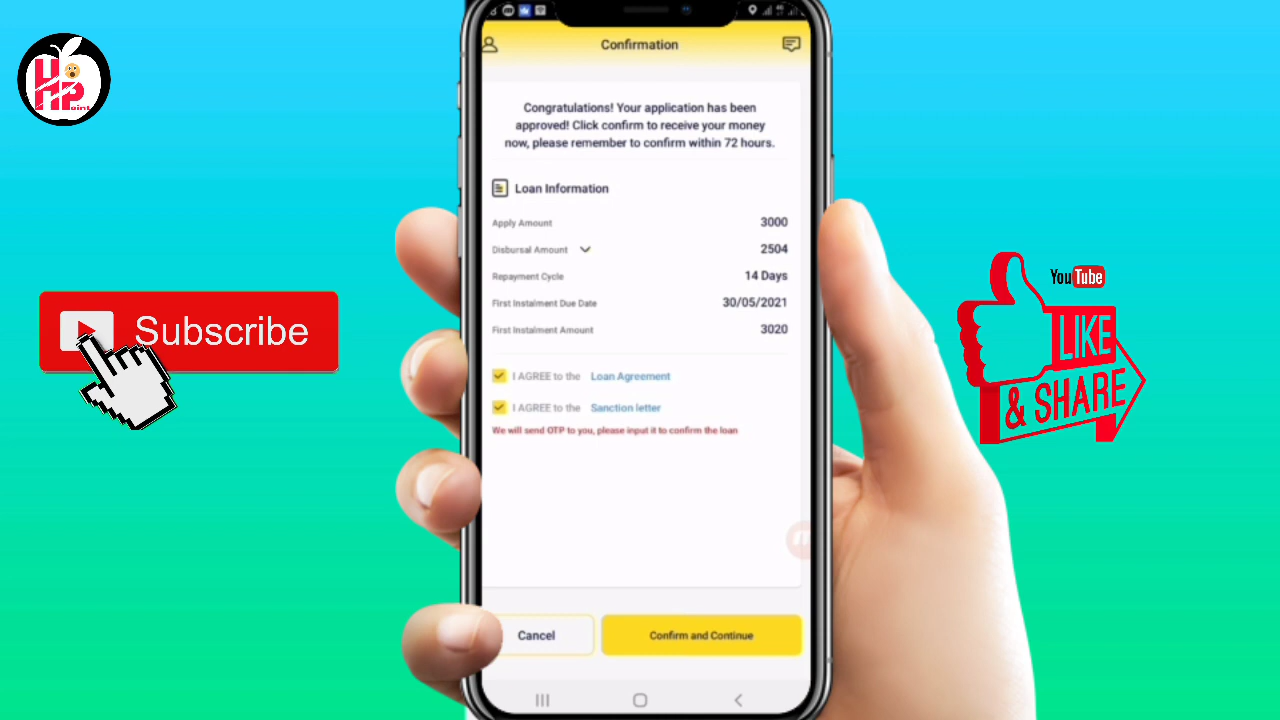 Confirmation
Congratulations! Your application has been
approved! Click confirm to receive your money
now, please remember to confirm within 72 hours.
Loan Information
Apply Amount 3000
Disbursal Amount 2504
Repayment Cycle 14 Days
First Instalment Due Date 30/05/2021
First Instalment Amount 3020
I AGREE to the Loan Agreement
I AGREE to the Sanction letter
We will send OTP to you, please input it to confirm the loan
Cancel Confirm and Continue
Subscribe
YouTube
LIKE
& SHARE